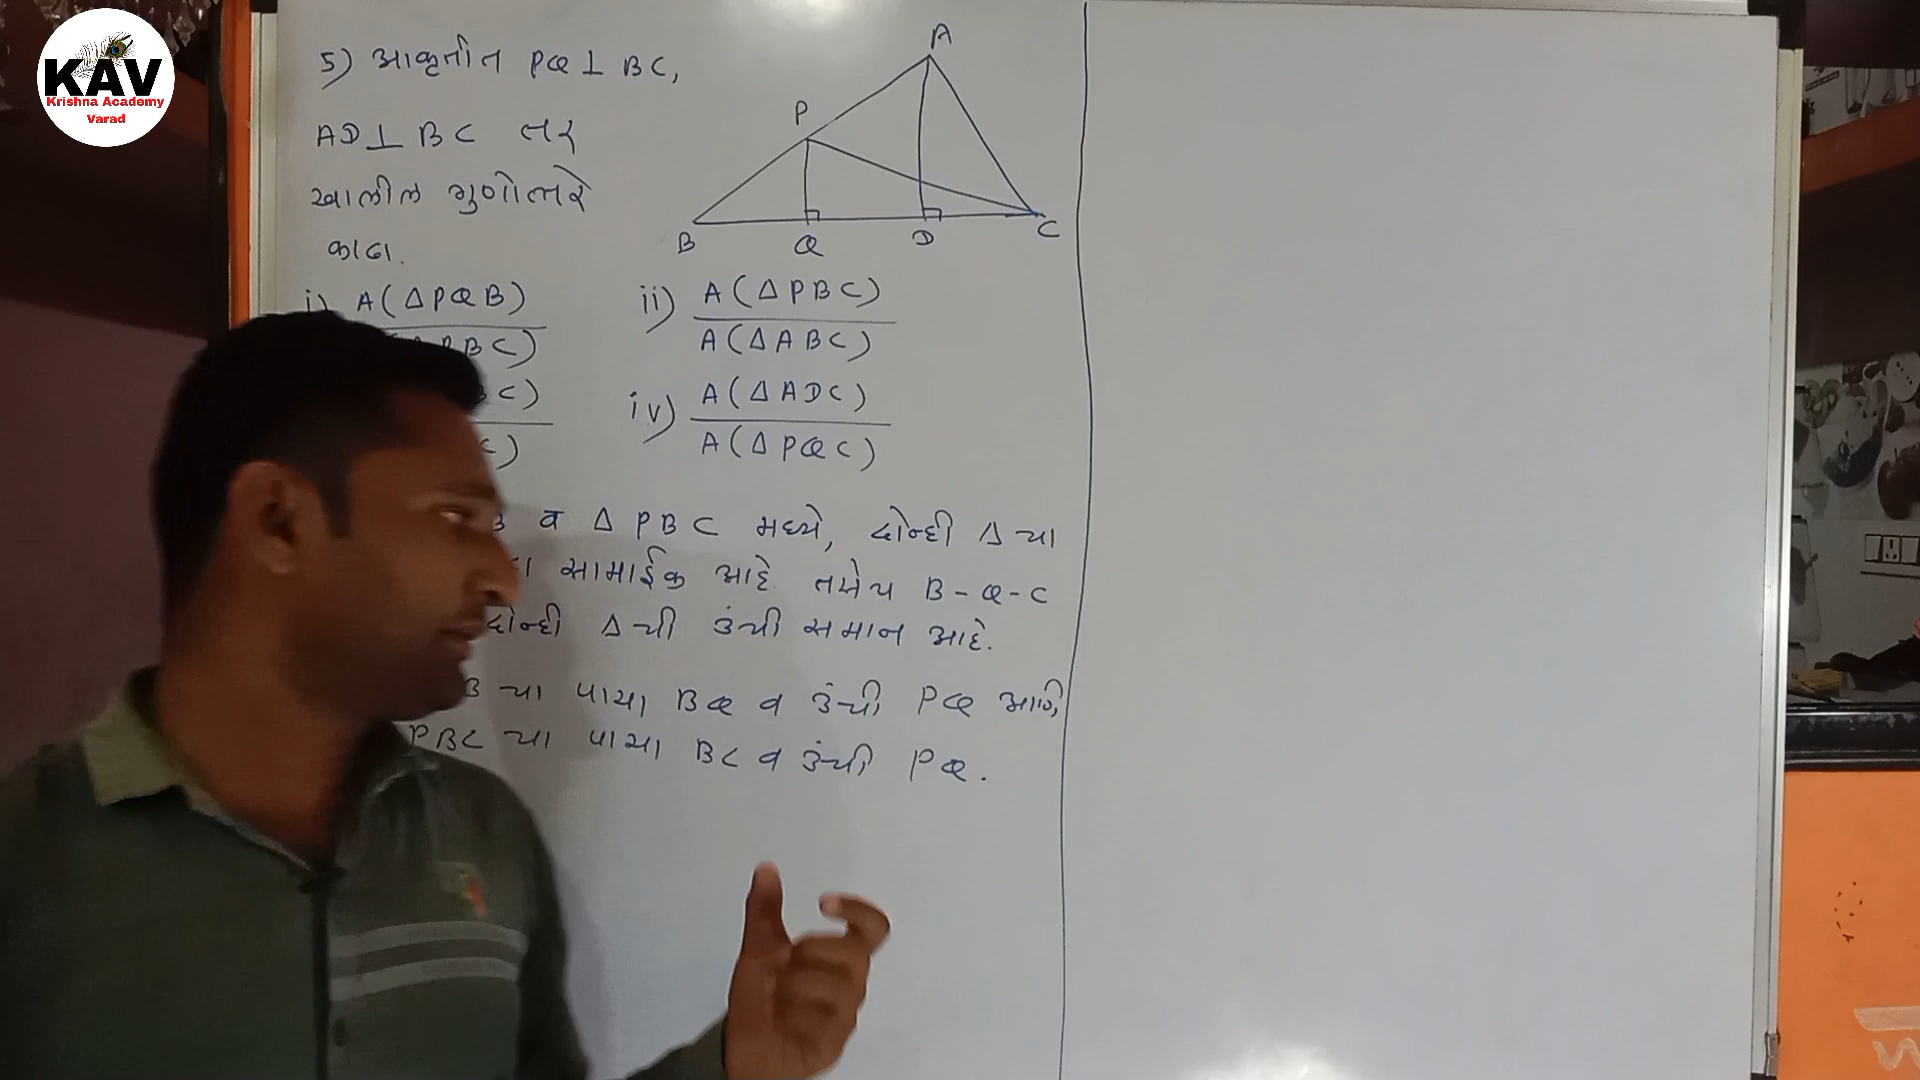 KAV
Krishna Academy
Varad
5) आकृतीत PQ ⊥ BC,
AD ⊥ BC तर
खालील गुणोत्तरे
काढा.
A
P
B
Q
D
C
i) A(ΔPQB)
BC)
ii) A(ΔPBC)
A(ΔABC)
C)
C)
iv) A(ΔADC)
A(ΔPQC)
B व ΔPBC मध्ये, दोन्ही Δ चा
सामाईक आहे तसेच B-Q-C
दोन्ही Δ ची उंची समान आहे.
B चा पाया BQ व उंची PQ आणि
PBC चा पाया BC व उंची PQ.